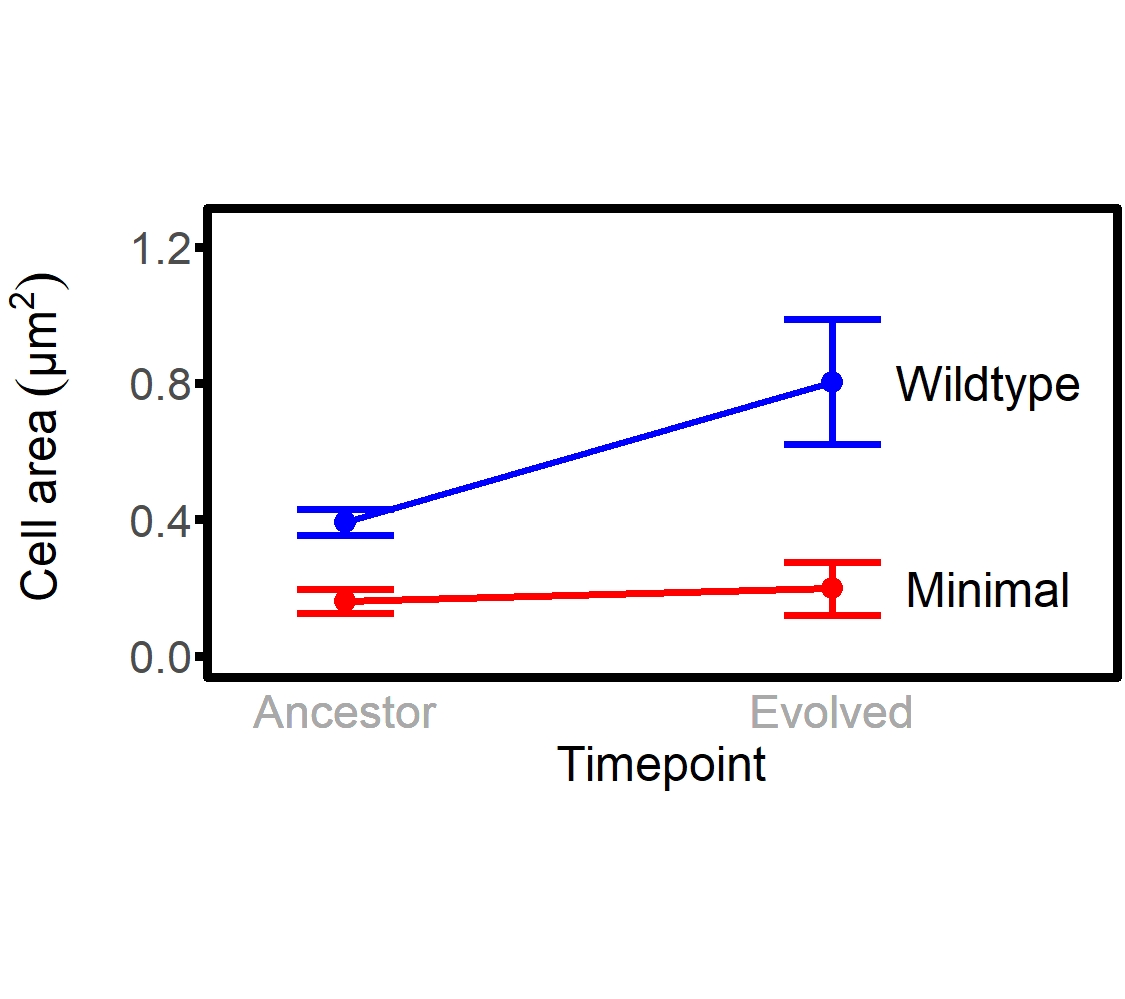 Cell area (μm²)
1.2
0.8
0.4
0.0
Wildtype
Minimal
Ancestor
Evolved
Timepoint